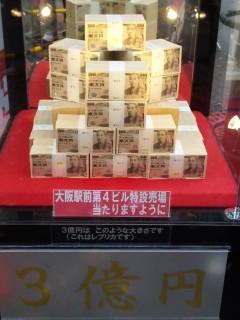 大阪駅前第4ビル特設売場
当たりますように
3億円は このような大きさです
(これはレプリカです)
3億円